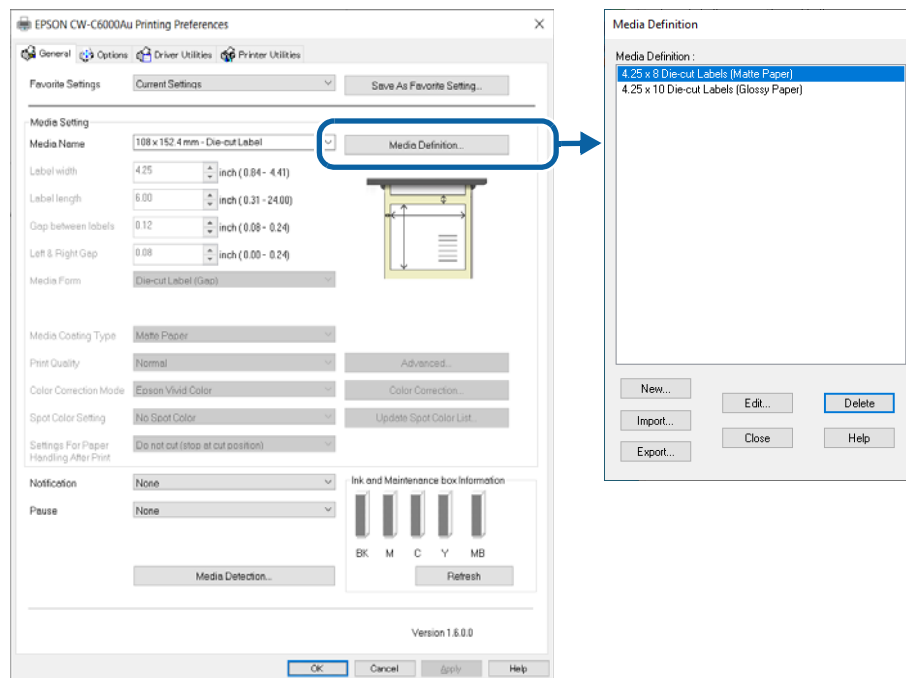 EPSON CW-C6000Au Printing Preferences
General Options Driver Utilities Printer Utilities
Favorite Settings Current Settings Save As Favorite Setting...
Media Setting
Media Name 108 x 152.4 mm - Die-cut Label Media Definition...
Label width 4.25 inch ( 0.84 - 4.41)
Label length 6.00 inch ( 0.31 - 24.00)
Gap between labels 0.12 inch ( 0.08 - 0.24)
Left & Right Gap 0.08 inch ( 0.00 - 0.24)
Media Form Die-cut Label (Gap)
Media Coating Type Matte Paper
Print Quality Normal Advanced...
Color Correction Mode Epson Vivid Color Color Correction...
Spot Color Setting No Spot Color Update Spot Color List...
Settings For Paper Do not cut (stop at cut position)
Handling After Print
Notification None
Pause None
Ink and Maintenance box Information
BK M C Y MB
Media Detection... Refresh
Version 1.6.0.0
OK Cancel Apply Help
Media Definition
Media Definition :
4.25 x 8 Die-cut Labels (Matte Paper)
4.25 x 10 Die-cut Labels (Glossy Paper)
New...
Edit... Delete
Import...
Close Help
Export...